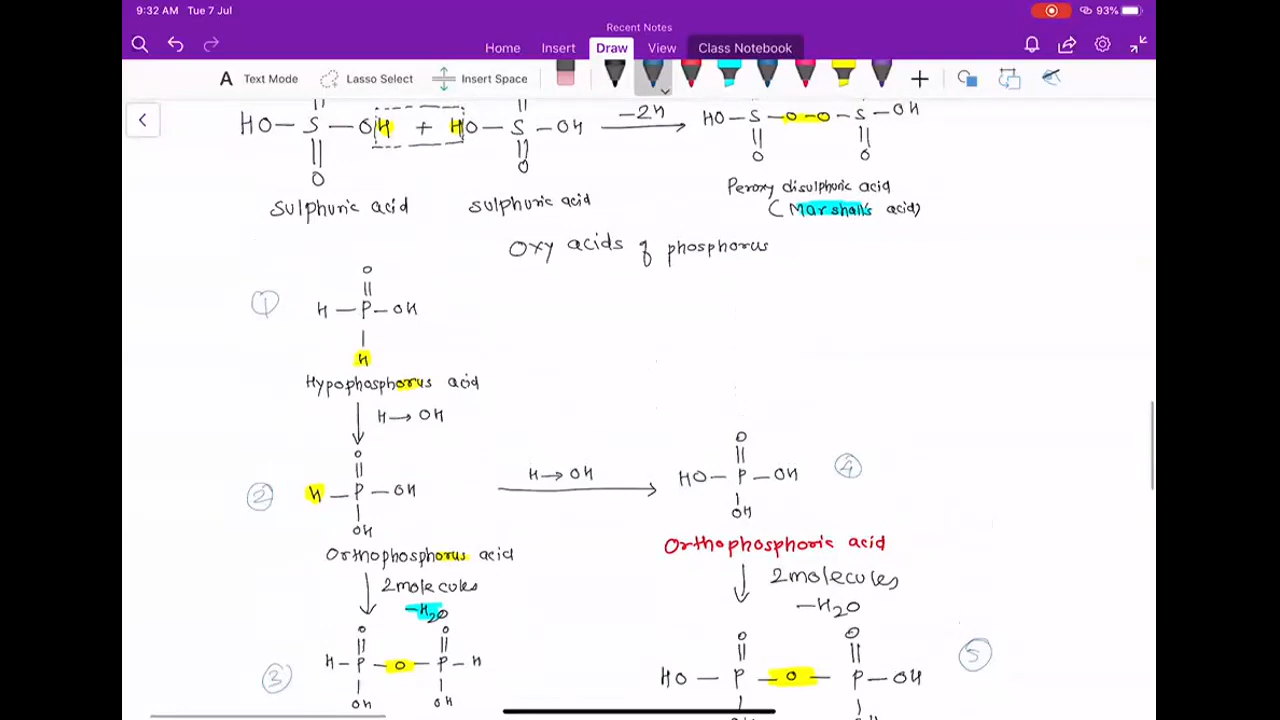 9:32 AM Tue 7 Jul
93%
Recent Notes
Home Insert Draw View Class Notebook
Text Mode Lasso Select Insert Space
HO—S—OH + HO—S—OH —2H HO—S—O—O—S—OH
O O O O
Sulphuric acid sulphuric acid Peroxy disulphuric acid
(Marshall's acid)
Oxy acids of phosphorus
O
① H—P—OH
H
Hypophosphorus acid
H→OH
O
② H—P—OH
OH
Orthophosphorus acid
H→OH
O
HO—P—OH ④
OH
Orthophosphoric acid
2molecules
—H2O
O O
③ H—P—O—P—H
OH OH
2molecules
—H2O
O O
HO—P—O—P—OH ⑤